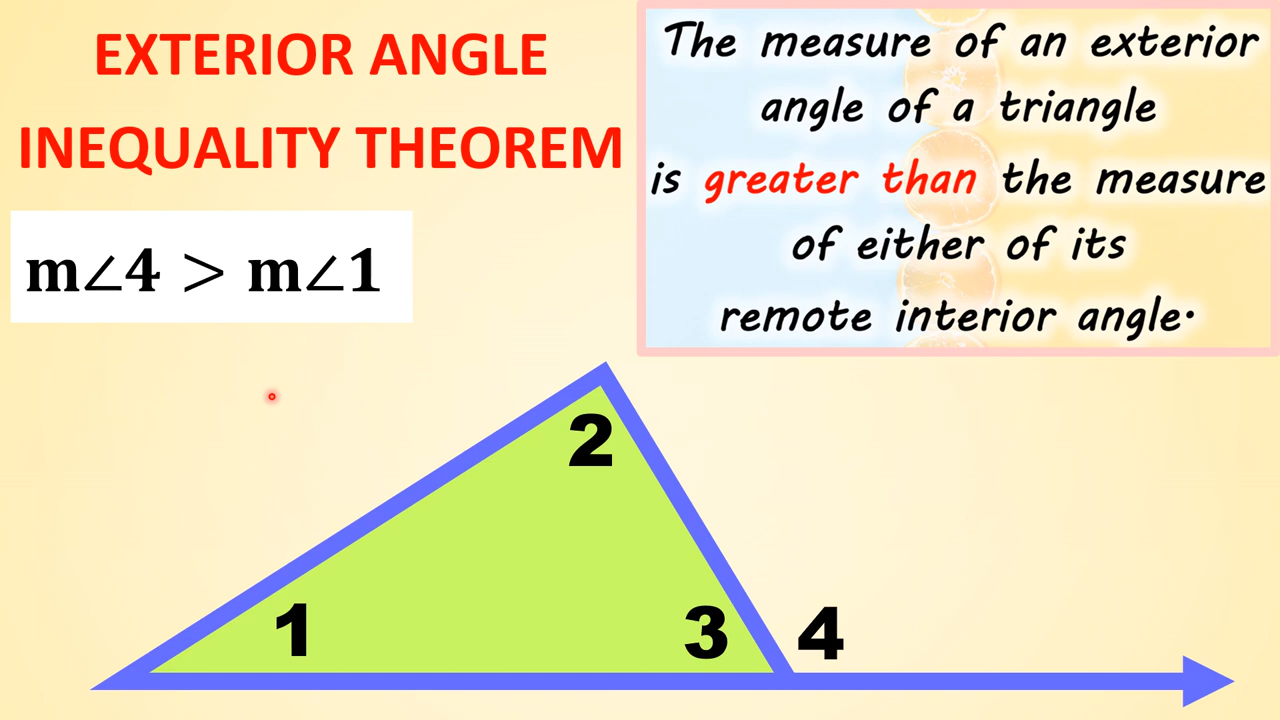 EXTERIOR ANGLE
INEQUALITY THEOREM
m∠4 > m∠1
The measure of an exterior
angle of a triangle
is greater than the measure
of either of its
remote interior angle.
2
1
3
4